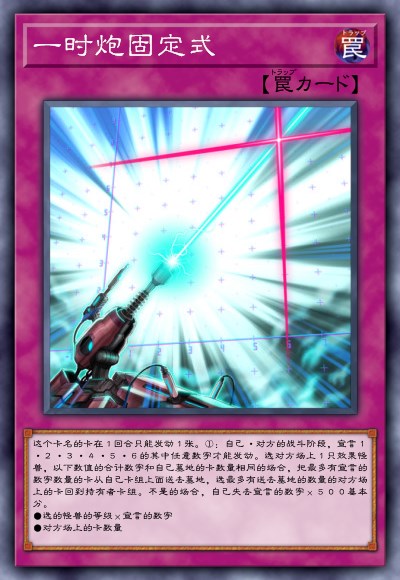 一时炮固定式
トラップ
罠
トラップ
【罠カード】
这个卡名的卡在1回合只能发动1张。①：自己·对方的战斗阶段，宣言1
·2·3·4·5·6的其中任意数字才能发动。选对方场上1只效果怪
兽，以下数值的合计数字和自己墓地的卡数量相同的场合，把最多有宣言的
数字数量的卡从自己卡组上面送去墓地，选最多有送去墓地的数量的对方场
上的卡回到持有者卡组。不是的场合，自己失去宣言的数字×500基本
分。
●选的怪兽的等级×宣言的数字
●对方场上的卡数量